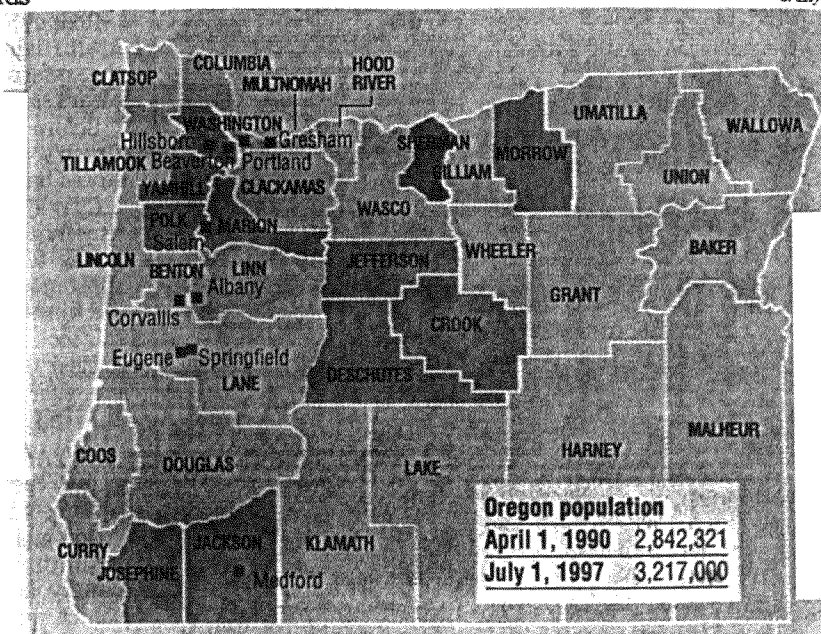 COLUMBIA
HOOD
RIVER
CLATSOP
MULTNOMAH
UMATILLA
WALLOWA
WASHINGTON
Hillsboro
Gresham
SHERMAN
MORROW
TILLAMOOK
Beaverton
Portland
GILLIAM
UNION
YAMHILL
CLACKAMAS
WASCO
POLK
MARION
Salem
BAKER
LINCOLN
BENTON
LINN
JEFFERSON
WHEELER
Albany
GRANT
Corvallis
CROOK
Eugene
Springfield
LANE
DESCHUTES
MALHEUR
COOS
DOUGLAS
LAKE
HARNEY
Oregon population
April 1, 1990 2,842,321
July 1, 1997 3,217,000
CURRY
JOSEPHINE
JACKSON
KLAMATH
Medford